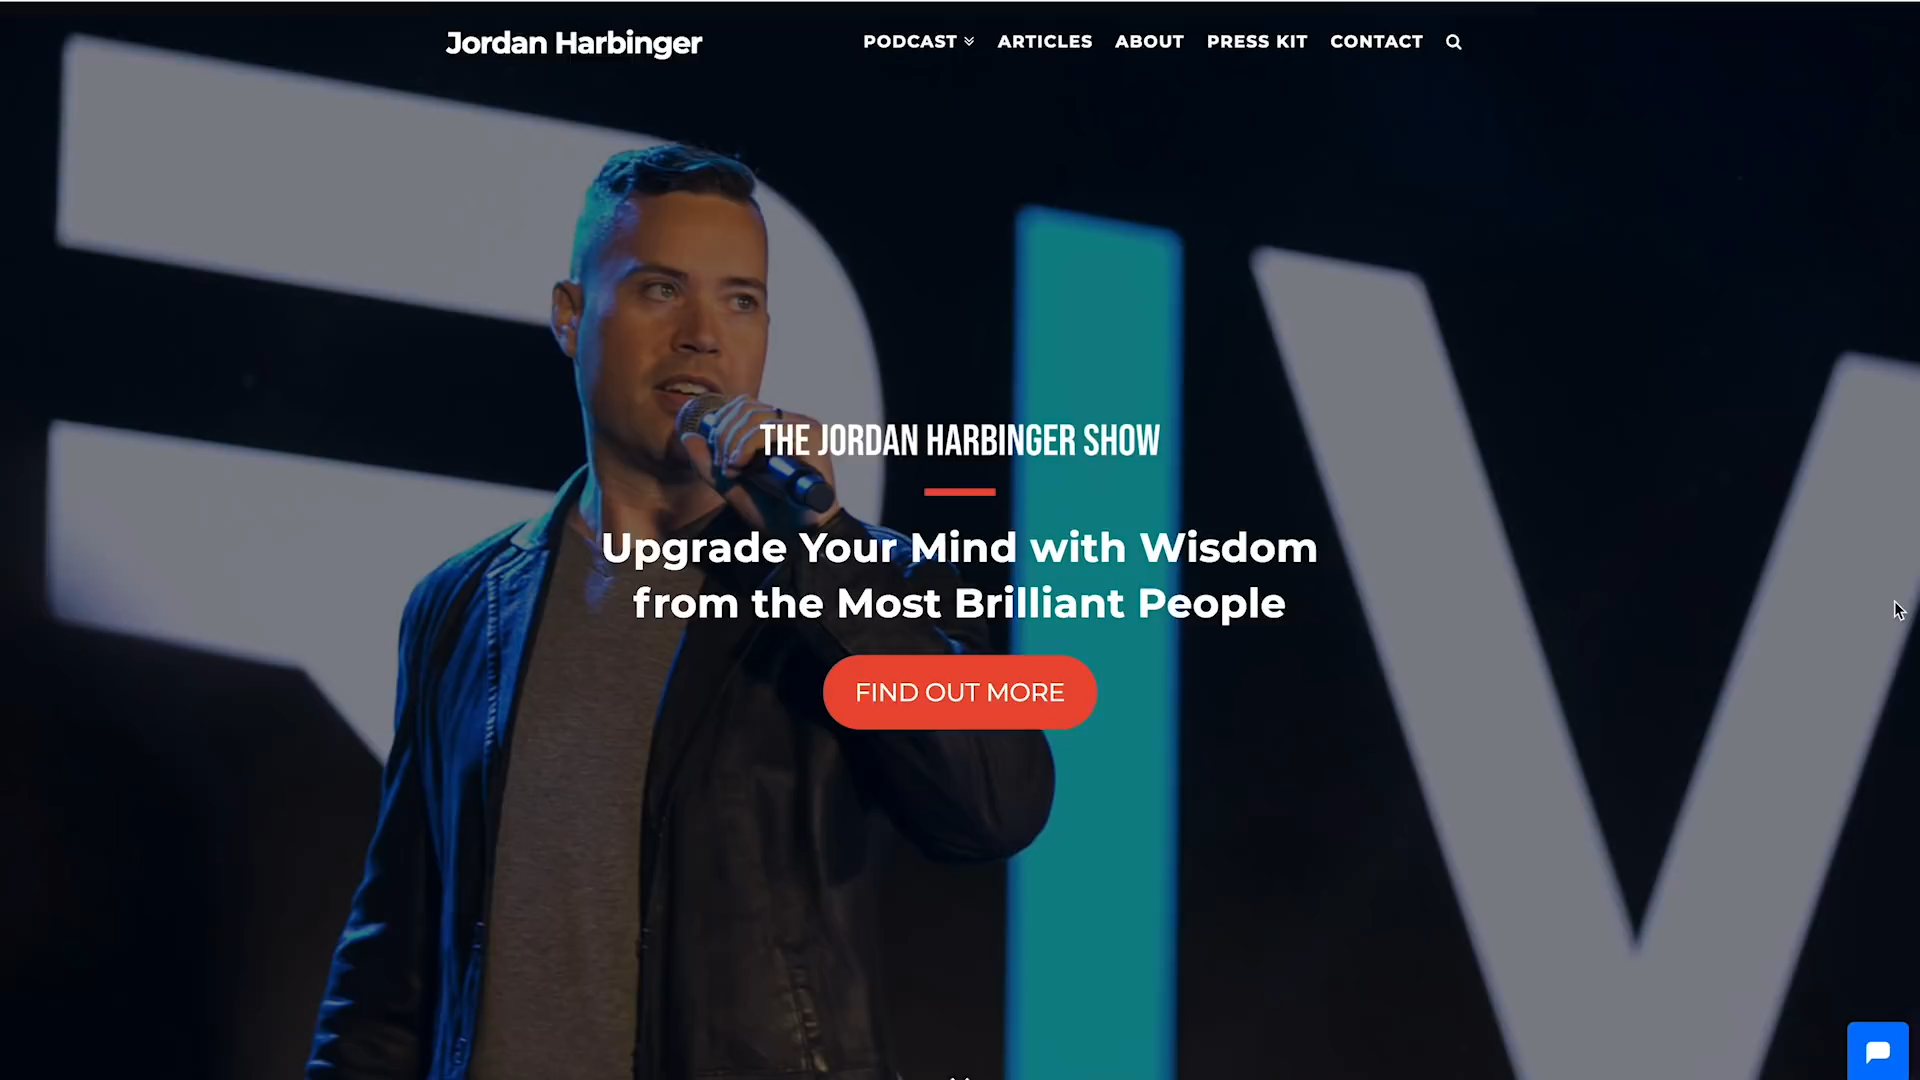 Jordan Harbinger
PODCAST
ARTICLES
ABOUT
PRESS KIT
CONTACT
THE JORDAN HARBINGER SHOW
Upgrade Your Mind with Wisdom
from the Most Brilliant People
FIND OUT MORE